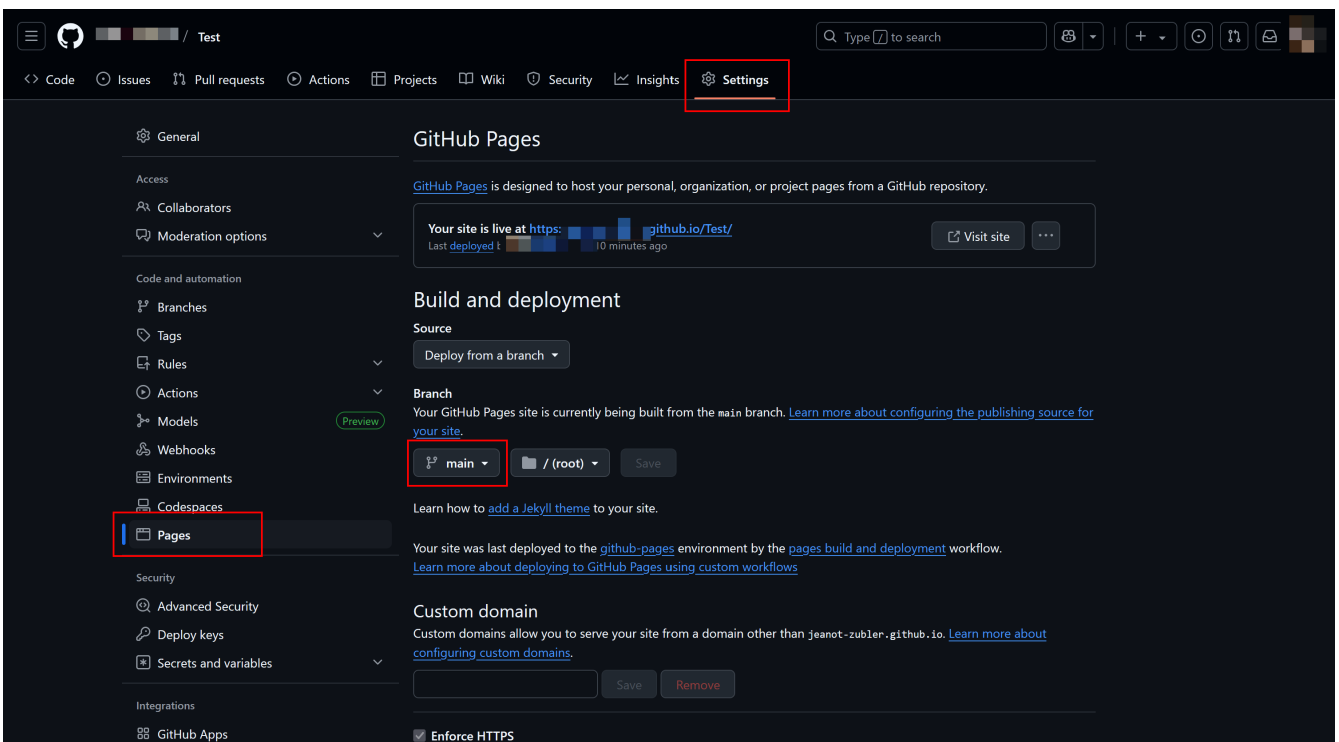 / Test
Type / to search
Code
Issues
Pull requests
Actions
Projects
Wiki
Security
Insights
Settings
General
Access
Collaborators
Moderation options
Code and automation
Branches
Tags
Rules
Actions
Models
Preview
Webhooks
Environments
Codespaces
Pages
Security
Advanced Security
Deploy keys
Secrets and variables
Integrations
GitHub Apps
GitHub Pages
GitHub Pages is designed to host your personal, organization, or project pages from a GitHub repository.
Your site is live at https: github.io/Test/
Last deployed 10 minutes ago
Visit site
Build and deployment
Source
Deploy from a branch
Branch
Your GitHub Pages site is currently being built from the main branch. Learn more about configuring the publishing source for
your site.
main
/ (root)
Save
Learn how to add a Jekyll theme to your site.
Your site was last deployed to the github-pages environment by the pages build and deployment workflow.
Learn more about deploying to GitHub Pages using custom workflows
Custom domain
Custom domains allow you to serve your site from a domain other than jeanot-zubler.github.io. Learn more about
configuring custom domains.
Save
Remove
Enforce HTTPS